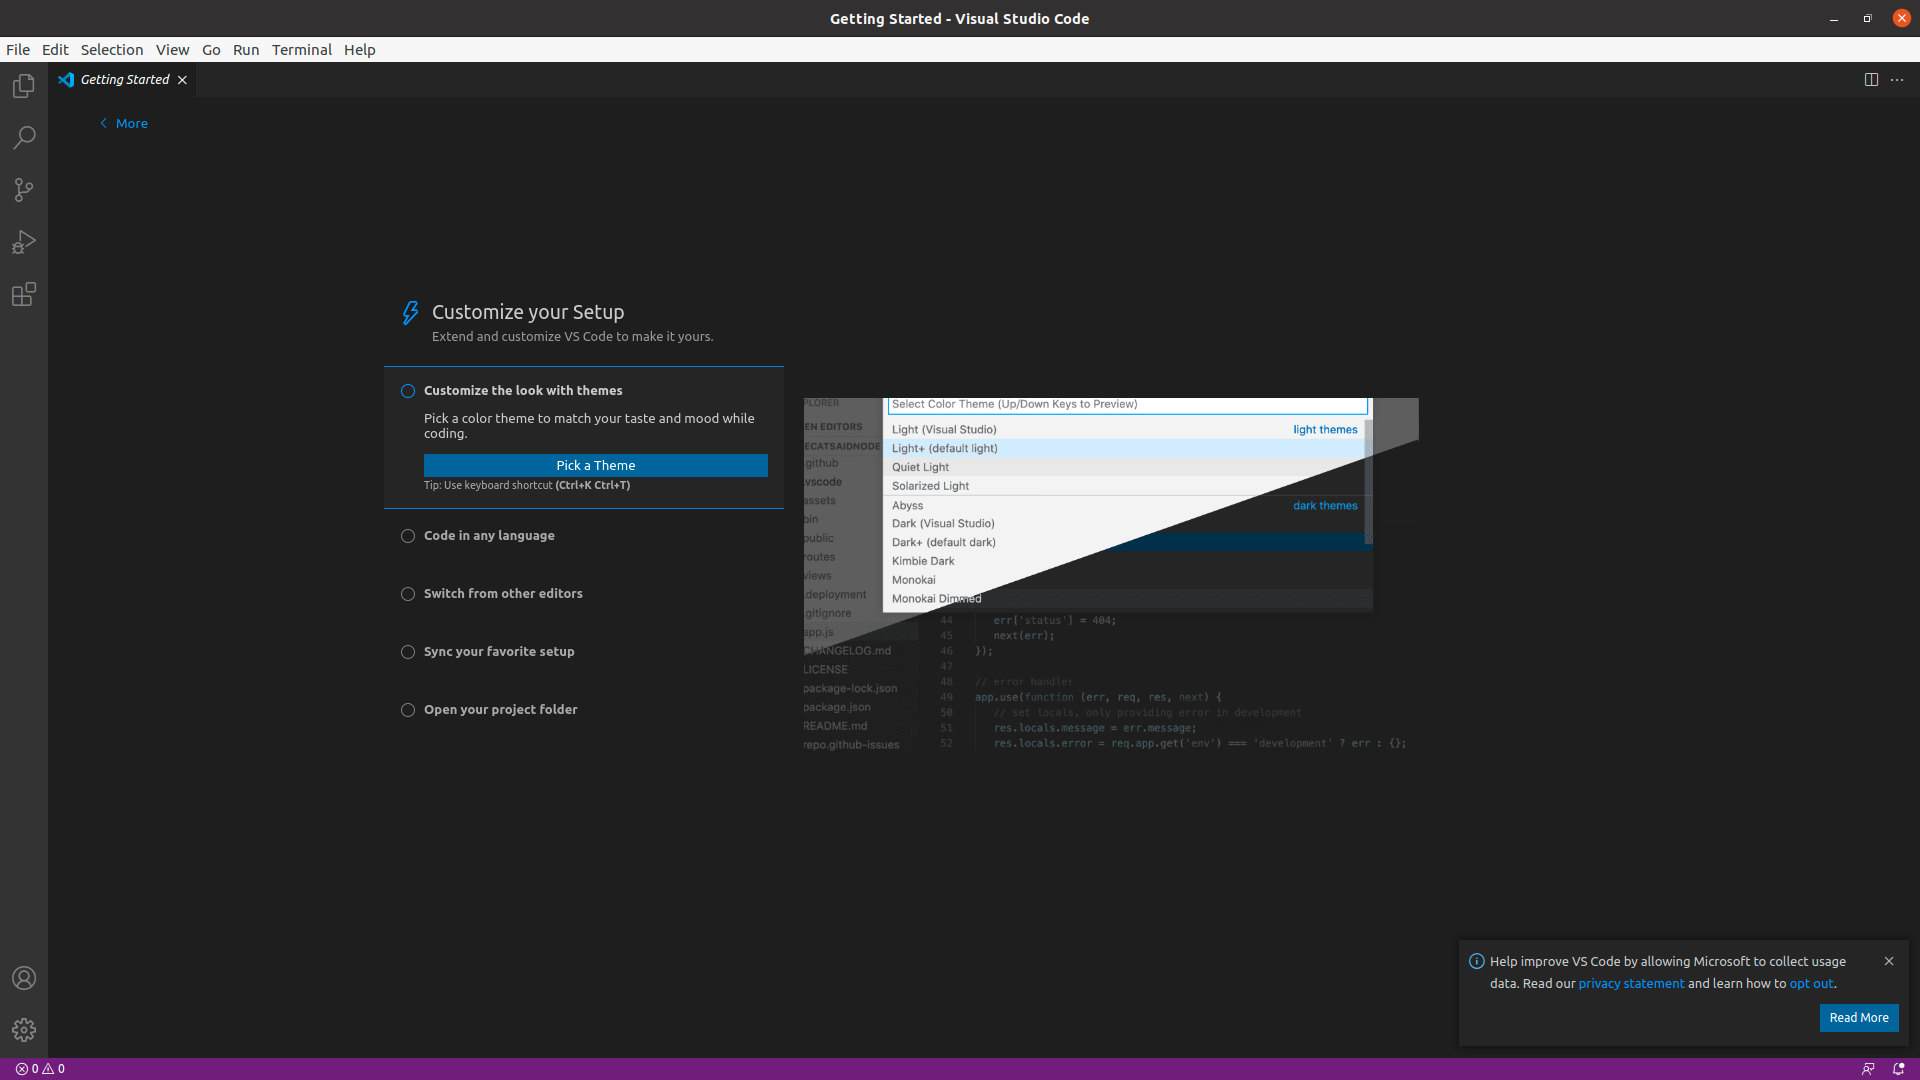 Getting Started - Visual Studio Code
File Edit Selection View Go Run Terminal Help
Getting Started
More
Customize your Setup
Extend and customize VS Code to make it yours.
Customize the look with themes
Pick a color theme to match your taste and mood while
coding.
Pick a Theme
Tip: Use keyboard shortcut (Ctrl+K Ctrl+T)
Code in any language
Switch from other editors
Sync your favorite setup
Open your project folder
PLORER
EN EDITORS
ECATSAIDNODE
.github
.vscode
assets
bin
public
routes
views
.deployment
.gitignore
app.js
CHANGELOG.md
LICENSE
package-lock.json
package.json
README.md
repo.github-issues
Select Color Theme (Up/Down Keys to Preview)
Light (Visual Studio) light themes
Light+ (default light)
Quiet Light
Solarized Light
Abyss dark themes
Dark (Visual Studio)
Dark+ (default dark)
Kimbie Dark
Monokai
Monokai Dimmed
44 err['status'] = 404;
45 next(err);
46 });
47
48 // error handler
49 app.use(function (err, req, res, next) {
50 // set locals, only providing error in development
51 res.locals.message = err.message;
52 res.locals.error = req.app.get('env') === 'development' ? err : {};
Help improve VS Code by allowing Microsoft to collect usage
data. Read our privacy statement and learn how to opt out.
Read More
0 0